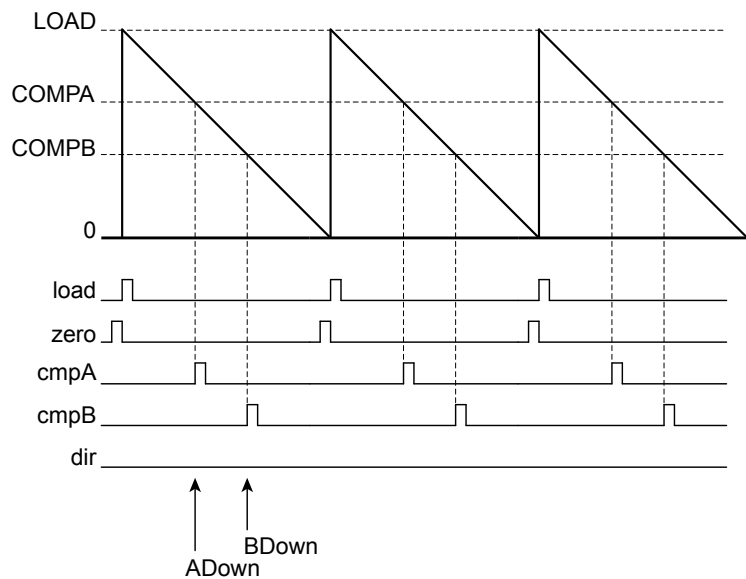 LOAD
COMPA
COMPB
0
load
zero
cmpA
cmpB
dir
BDown
ADown